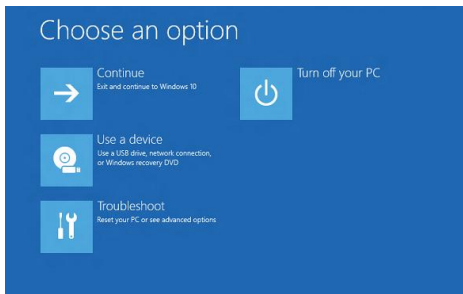 Choose an option
Continue
Exit and continue to Windows 10
Turn off your PC
Use a device
Use a USB drive, network connection,
or Windows recovery DVD
Troubleshoot
Reset your PC or see advanced options